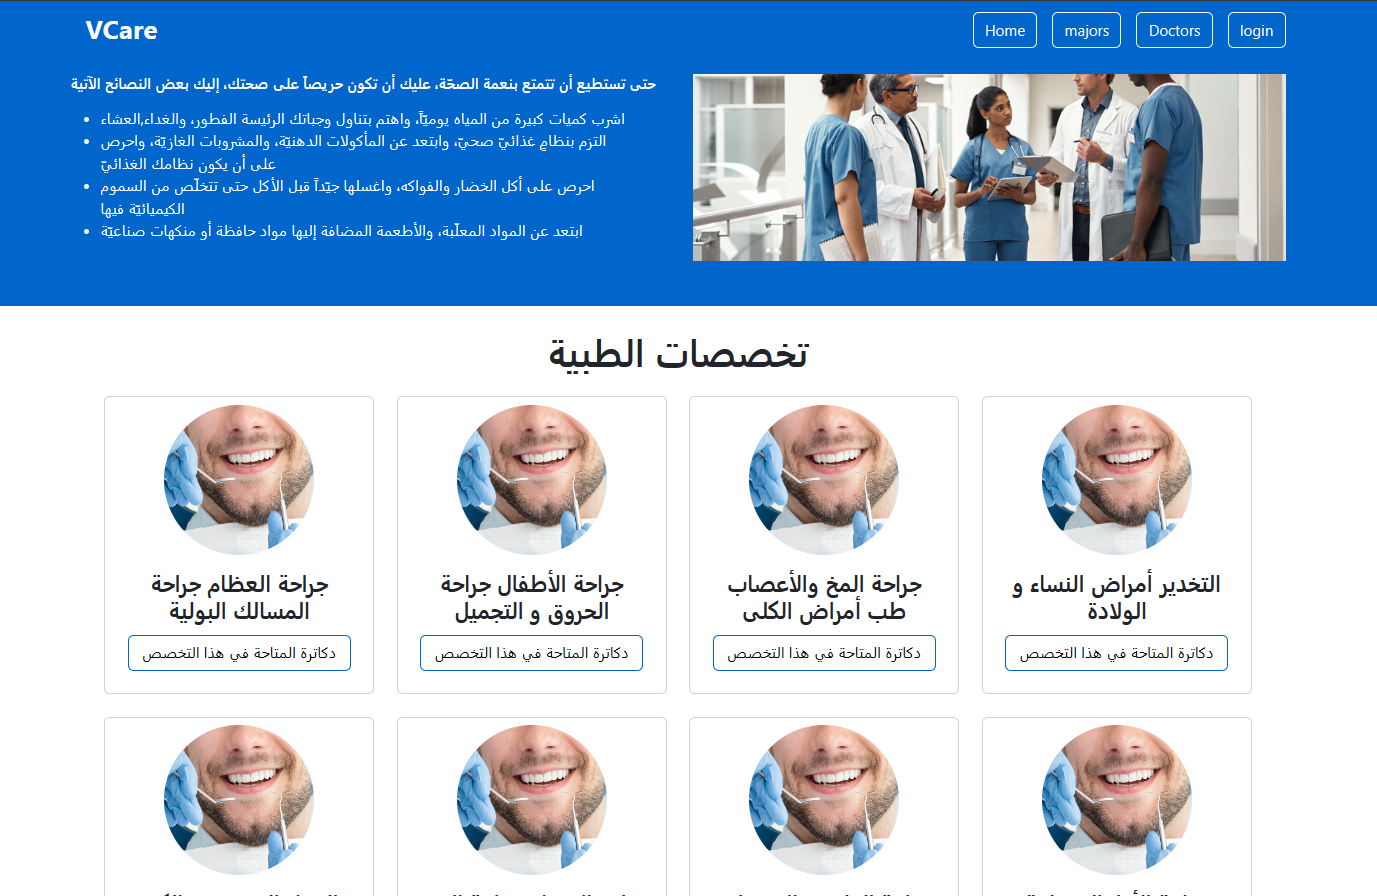 VCare
Home
majors
Doctors
login
حتى تستطيع أن تتمتع بنعمة الصحّة، عليك أن تكون حريصاً على صحتك، إليك بعض النصائح الآتية
اشرب كميات كبيرة من المياه يوميّاً، واهتم بتناول وجباتك الرئيسة الفطور، والغداء,العشاء
التزم بنظامٍ غذائيّ صحيّ، وابتعد عن المأكولات الدهنيّة، والمشروبات الغازيّة، واحرص
على أن يكون نظامك الغذائيّ
احرص على أكل الخضار والفواكه، واغسلها جيّداً قبل الأكل حتى تتخلّص من السموم
الكيميائيّة فيها
ابتعد عن المواد المعلّبة، والأطعمة المضافة إليها مواد حافظة أو منكهات صناعيّة
تخصصات الطبية
جراحة العظام جراحة
المسالك البولية
دكاترة المتاحة في هذا التخصص
جراحة الأطفال جراحة
الحروق و التجميل
دكاترة المتاحة في هذا التخصص
جراحة المخ والأعصاب
طب أمراض الكلى
دكاترة المتاحة في هذا التخصص
التخدير أمراض النساء و
الولادة
دكاترة المتاحة في هذا التخصص